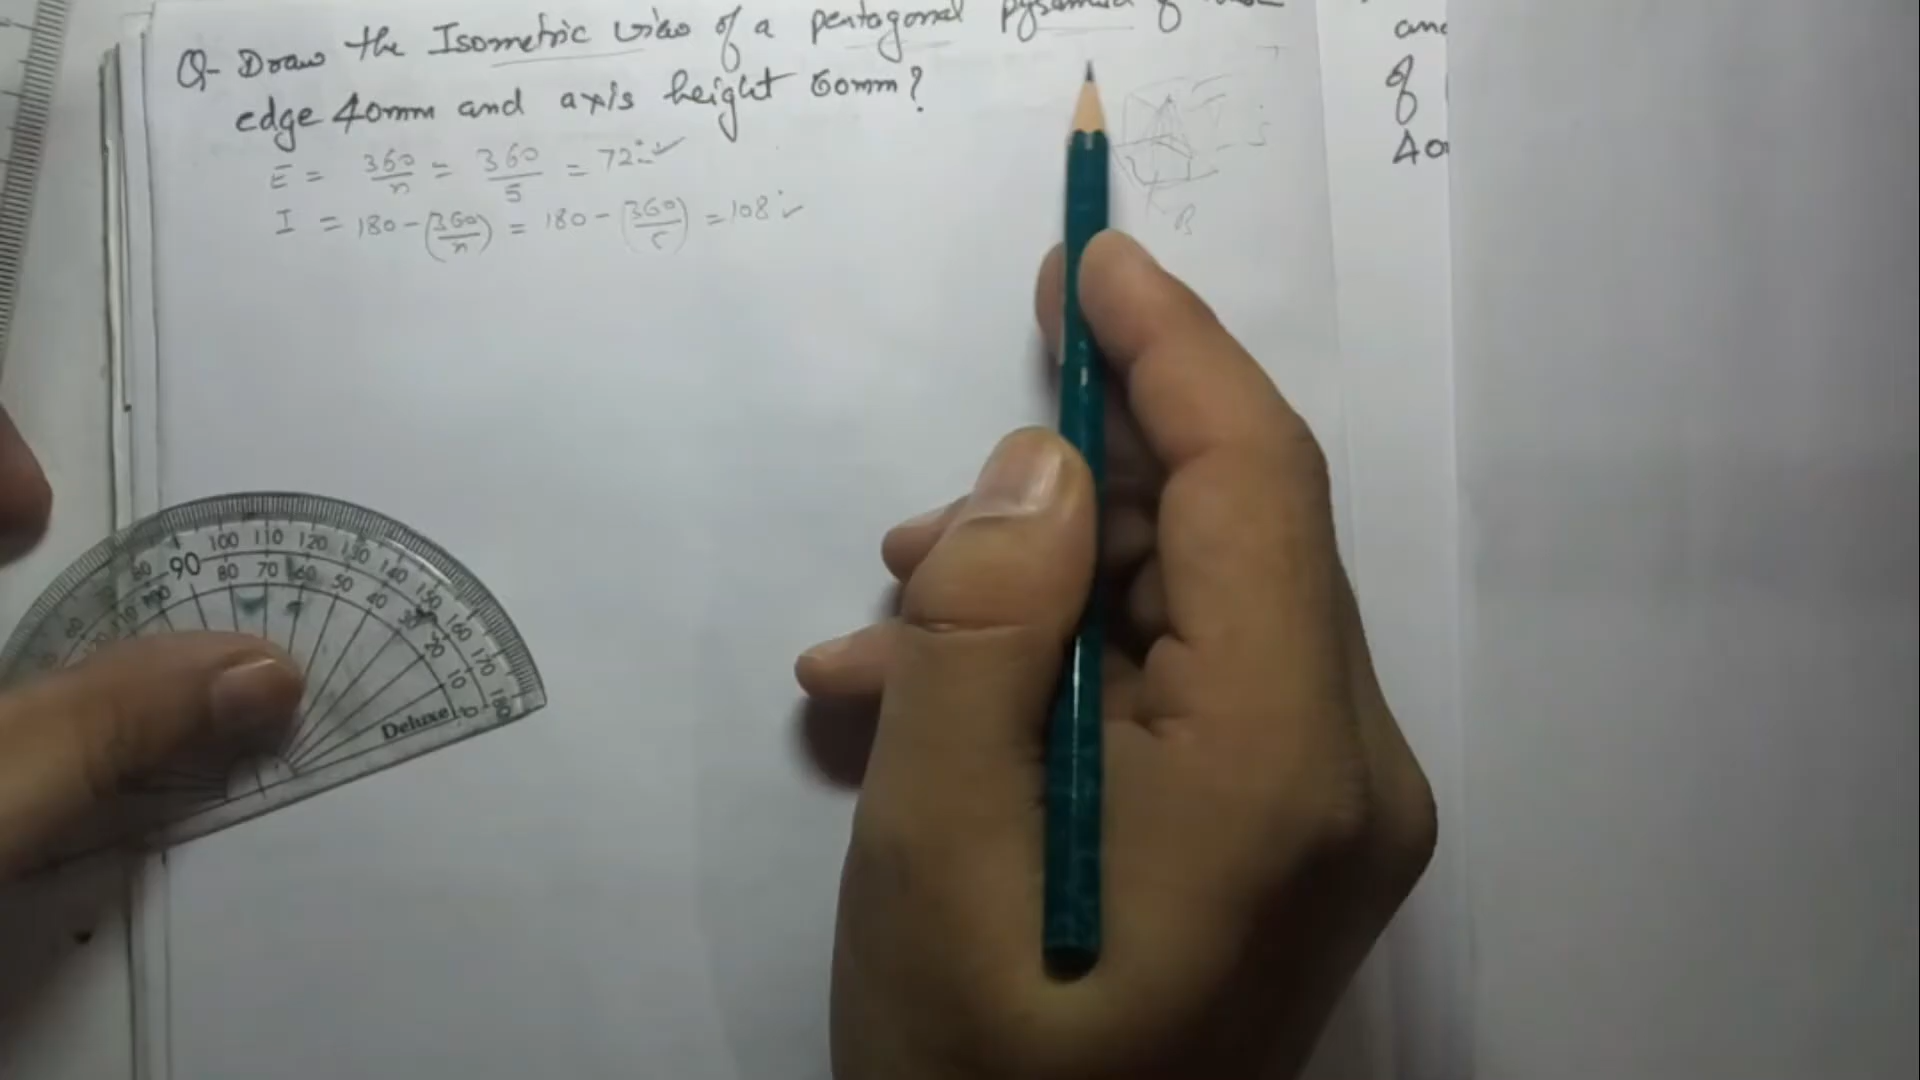 Q- Draw the Isometric view of a pentagonal pyramid of
edge 40mm and axis height 60mm?
E = 360/n = 360/5 = 72° ✓
I = 180 - (360/n) = 180 - (360/5) = 108° ✓
and
of
40
90 100 110 120 130 140 150 160 170 180
80 70 60 50 40 30 20 10 0
Deluxe